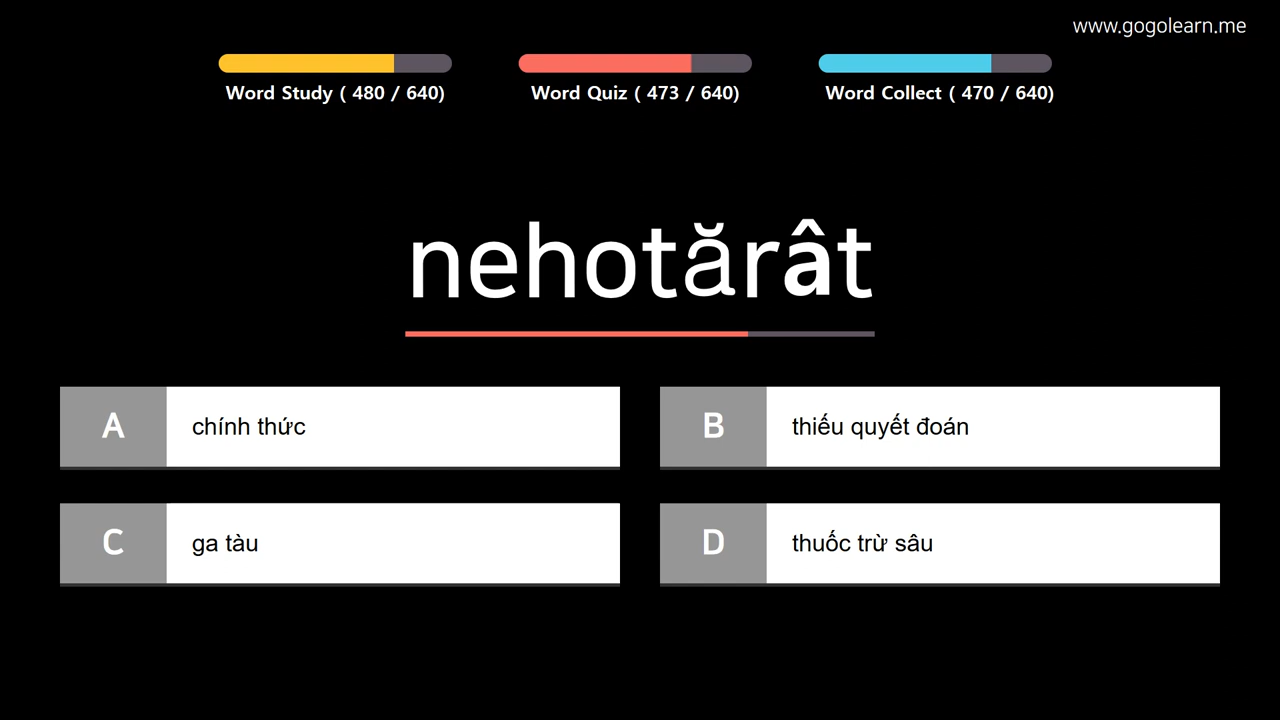 www.gogolearn.me
Word Study ( 480 / 640)
Word Quiz ( 473 / 640)
Word Collect ( 470 / 640)
nehotărât
A chính thức
B thiếu quyết đoán
C ga tàu
D thuốc trừ sâu